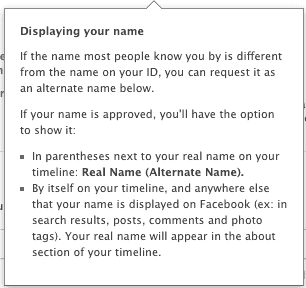 Displaying your name
If the name most people know you by is different
from the name on your ID, you can request it as
an alternate name below.
If your name is approved, you'll have the option
to show it:
In parentheses next to your real name on your
timeline: Real Name (Alternate Name).
By itself on your timeline, and anywhere else
that your name is displayed on Facebook (ex: in
search results, posts, comments and photo
tags). Your real name will appear in the about
section of your timeline.